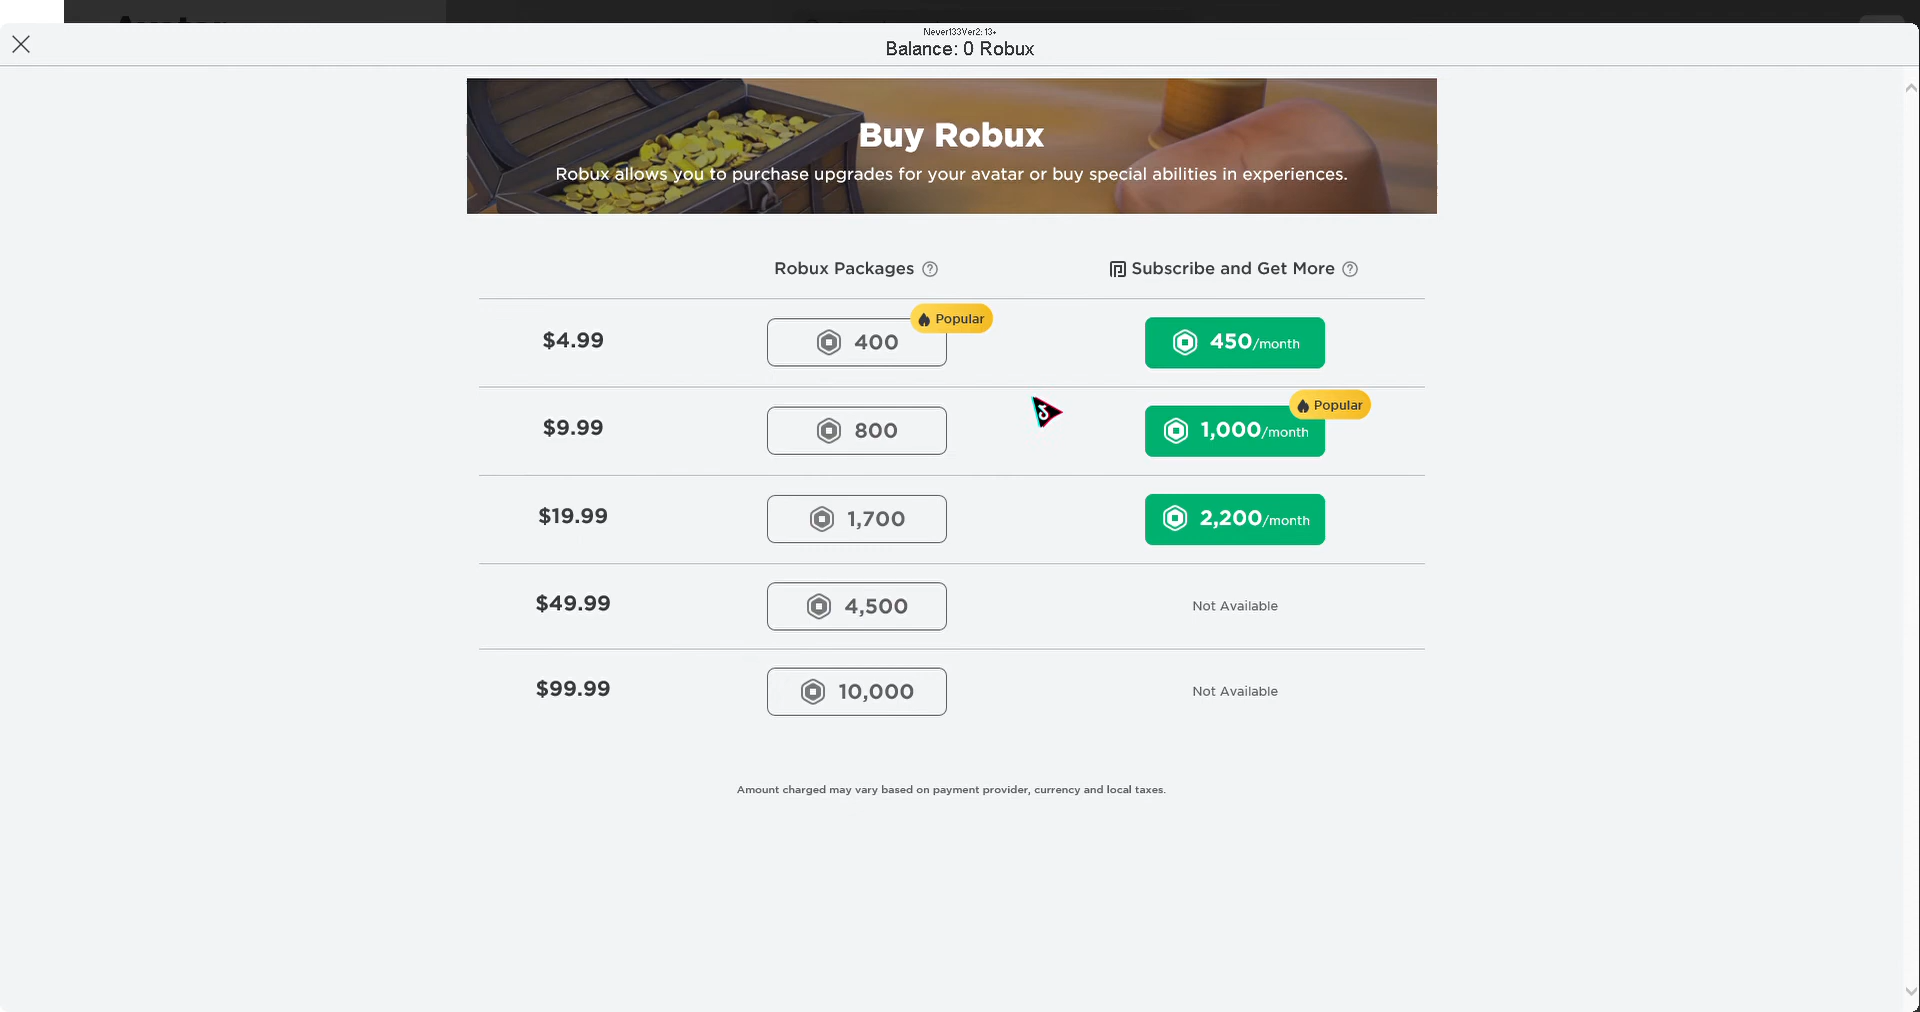 Never133Ver2: 13+
Balance: 0 Robux
Buy Robux
Robux allows you to purchase upgrades for your avatar or buy special abilities in experiences.
Robux Packages
Subscribe and Get More
$4.99
400
Popular
450/month
$9.99
800
1,000/month
Popular
$19.99
1,700
2,200/month
$49.99
4,500
Not Available
$99.99
10,000
Not Available
Amount charged may vary based on payment provider, currency and local taxes.